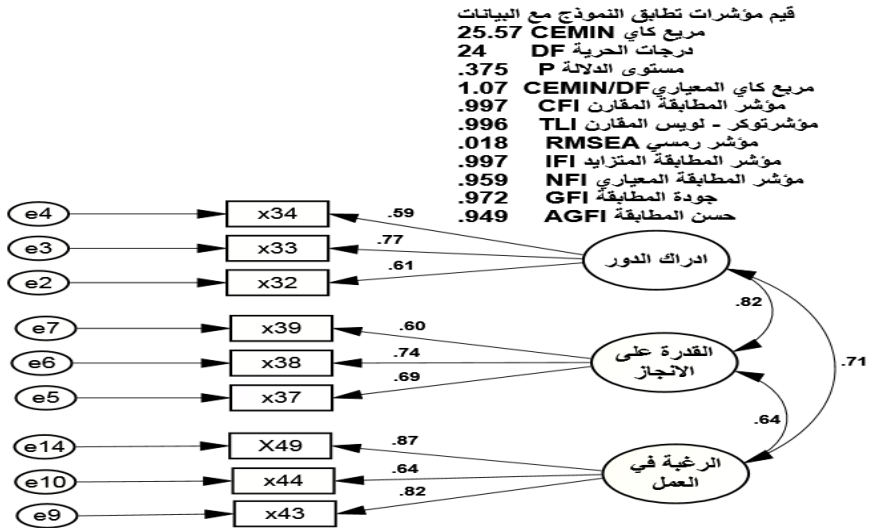 قيم مؤشرات تطابق النموذج مع البيانات
مربع كاي CEMIN 25.57
درجات الحرية DF 24
مستوى الدلالة P .375
مربع كاي المعياري CEMIN/DF 1.07
مؤشر المطابقة المقارن CFI .997
مؤشرتوكر - لويس المقارن TLI .996
مؤشر رمسي RMSEA .018
مؤشر المطابقة المتزايد IFI .997
مؤشر المطابقة المعياري NFI .959
جودة المطابقة GFI .972
حسن المطابقة AGFI .949
e4 x34 .59
e3 x33 .77
e2 x32 .61
ادراك الدور
.82
e7 x39 .60
e6 x38 .74
e5 x37 .69
القدرة على
الانجاز
.71
.64
e14 X49 .87
e10 x44 .64
e9 x43 .82
الرغبة في
العمل